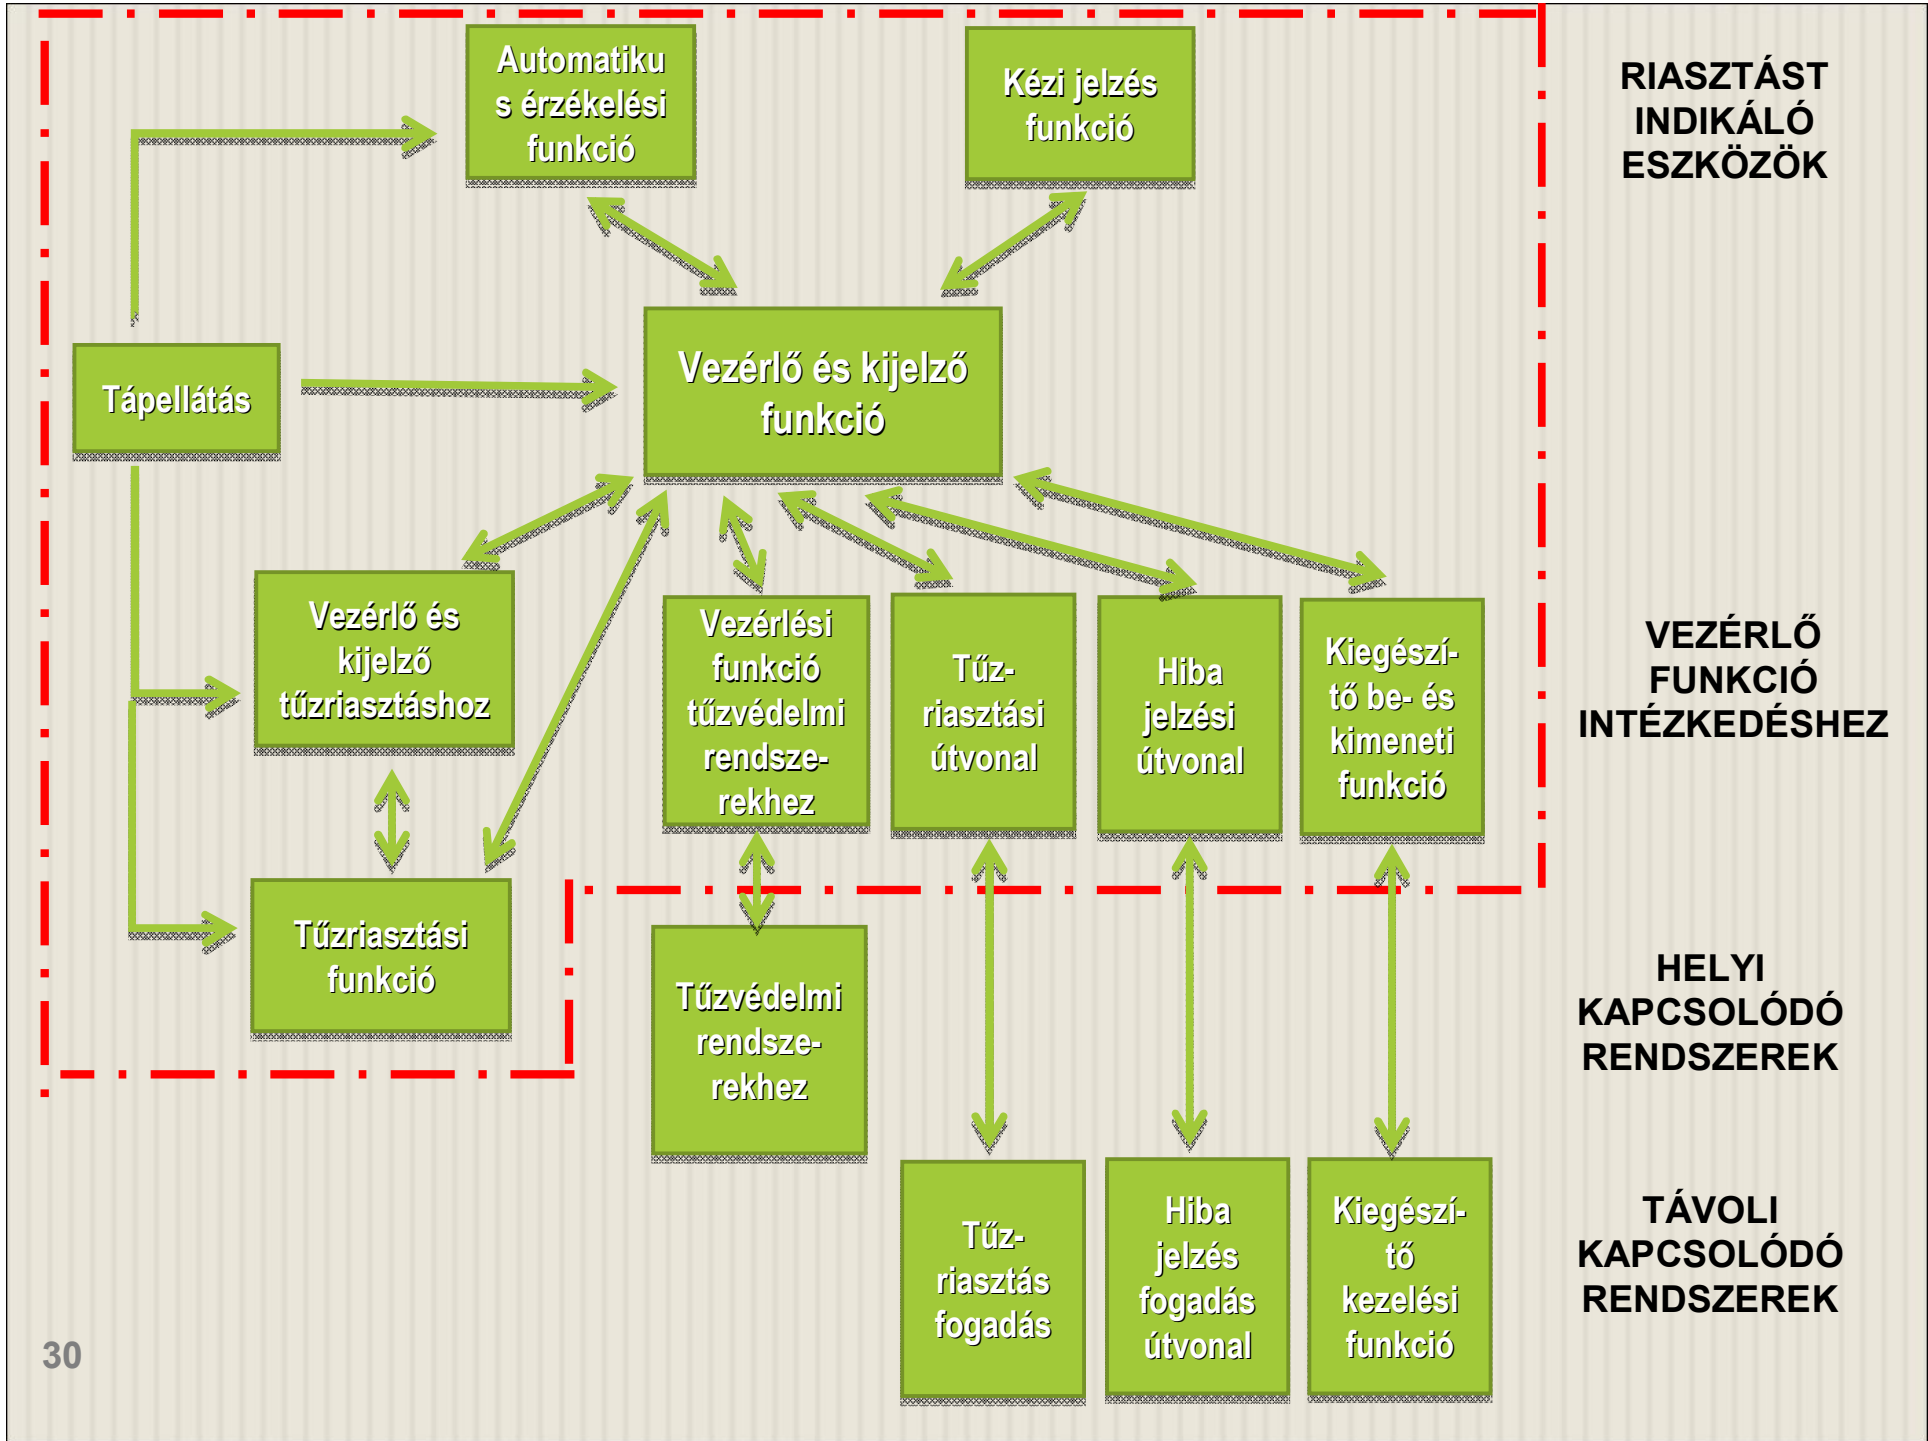 Automatiku
s érzékelési
funkció
Kézi jelzés
funkció
RIASZTÁST
INDIKÁLÓ
ESZKÖZÖK
Tápellátás
Vezérlő és kijelző
funkció
Vezérlő és
kijelző
tűzriasztáshoz
Vezérlési
funkció
tűzvédelmi
rendsze-
rekhez
Tűz-
riasztási
útvonal
Hiba
jelzési
útvonal
Kiegészí-
tő be- és
kimeneti
funkció
VEZÉRLŐ
FUNKCIÓ
INTÉZKEDÉSHEZ
Tűzriasztási
funkció
Tűzvédelmi
rendsze-
rekhez
HELYI
KAPCSOLÓDÓ
RENDSZEREK
Tűz-
riasztás
fogadás
Hiba
jelzés
fogadás
útvonal
Kiegészí-
tő
kezelési
funkció
TÁVOLI
KAPCSOLÓDÓ
RENDSZEREK
30